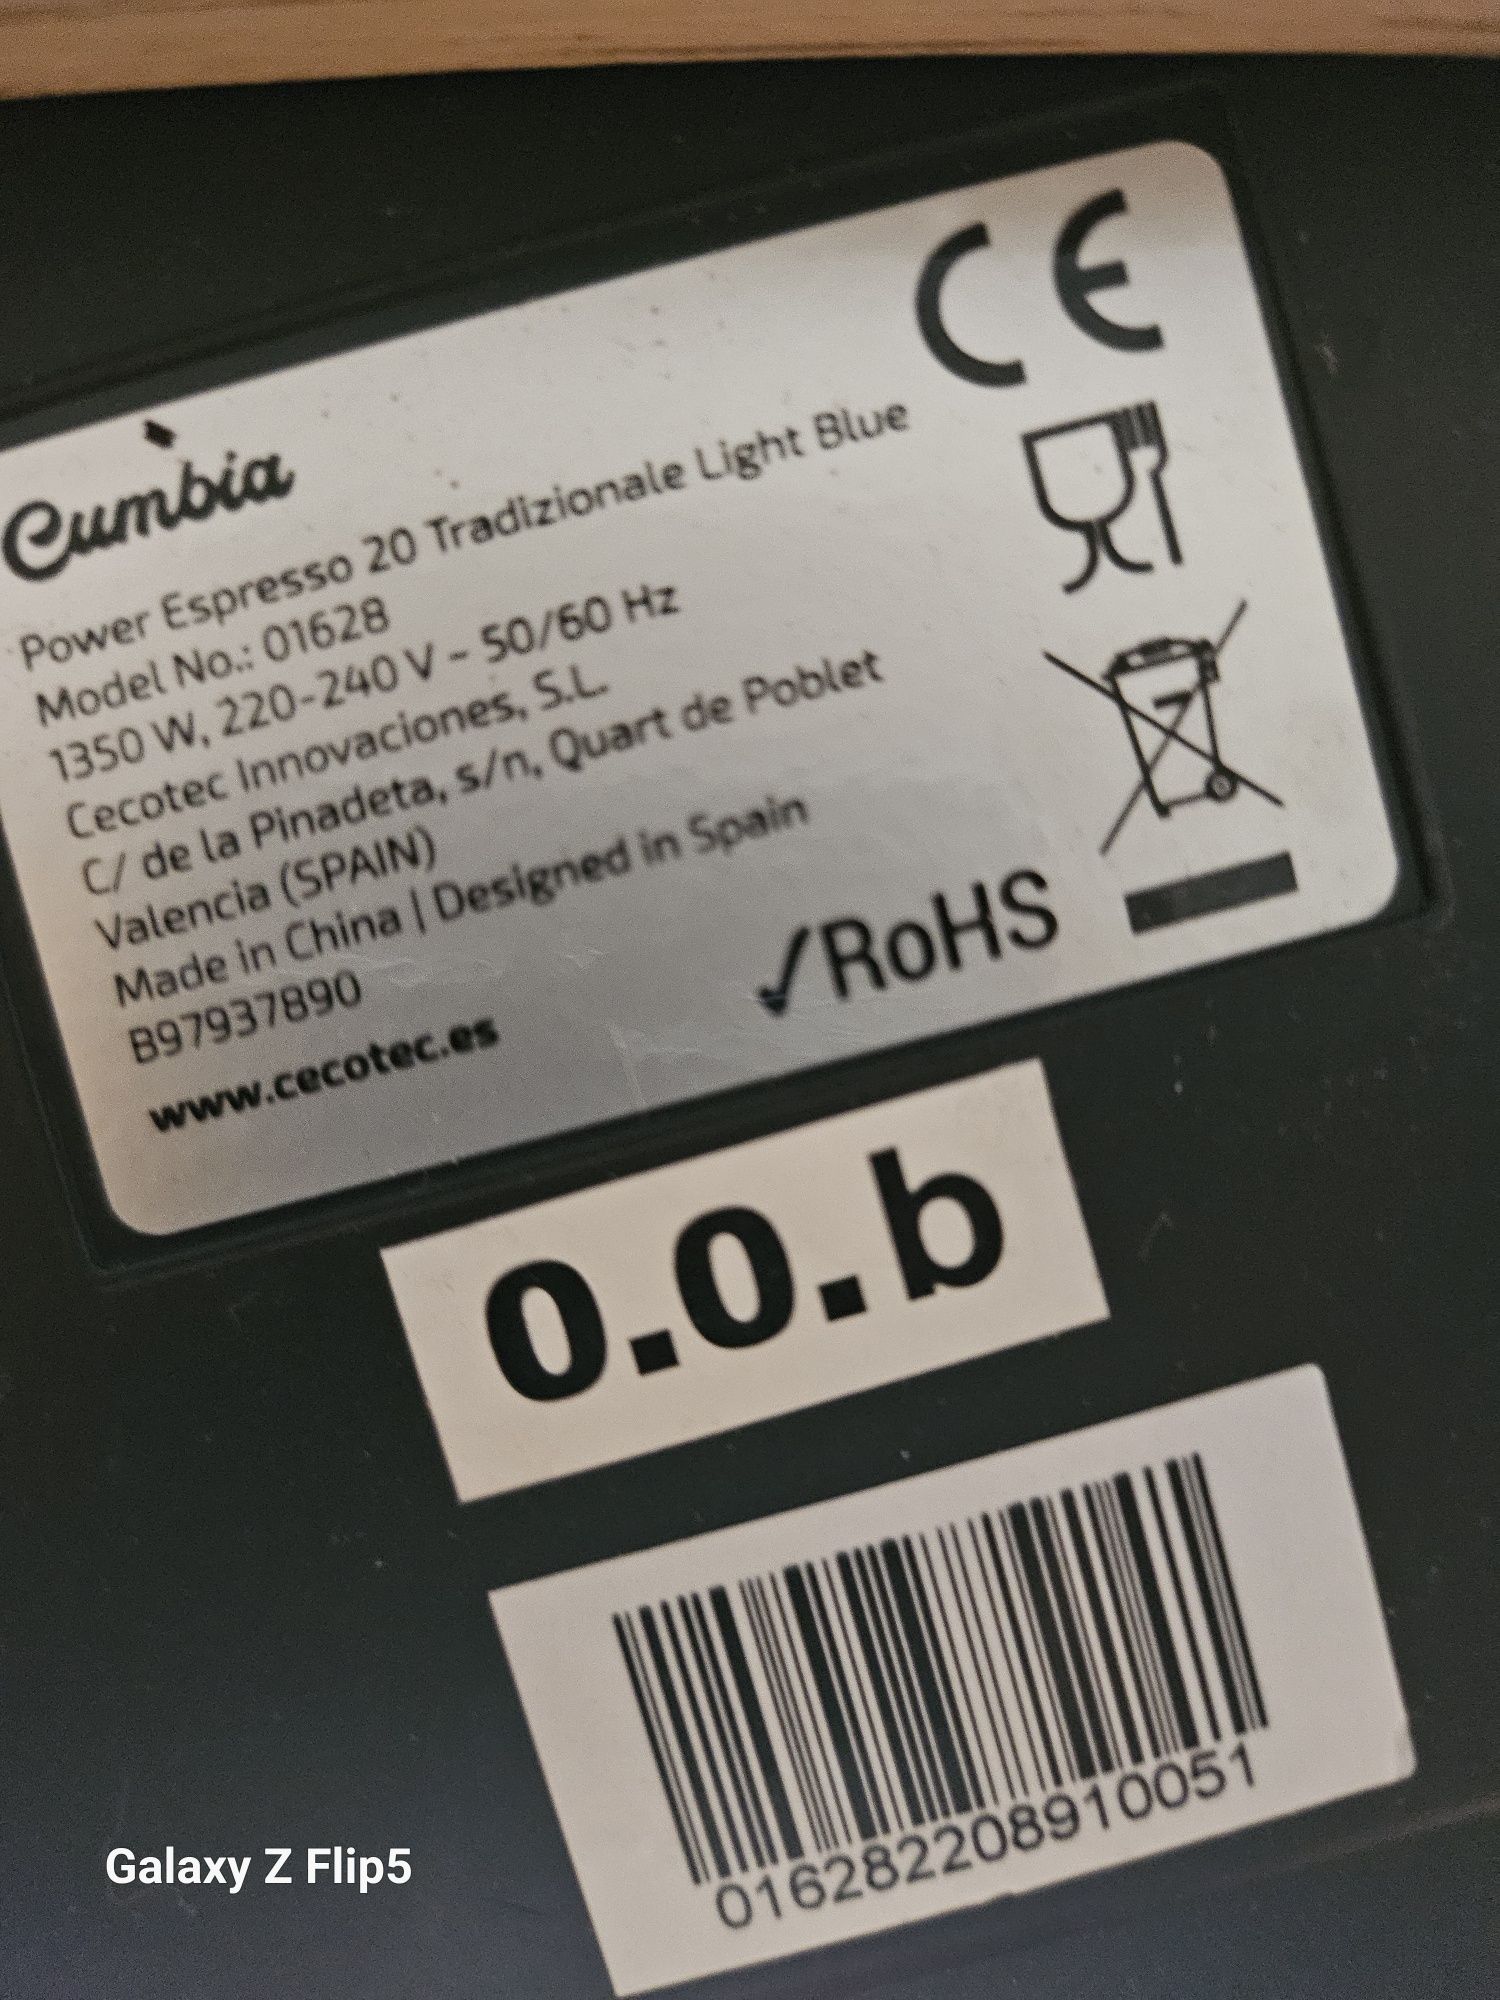 CE
Cumbia
Power Espresso 20 Tradizionale Light Blue
Model No.: 01628
1350 W, 220-240 V ~ 50/60 Hz
Cecotec Innovaciones, S.L.
C/ de la Pinadeta, s/n, Quart de Poblet
Valencia (SPAIN)
Made in China | Designed in Spain
B97937890
www.cecotec.es
✓RoHS
0.0.b
016282208910051
Galaxy Z Flip5